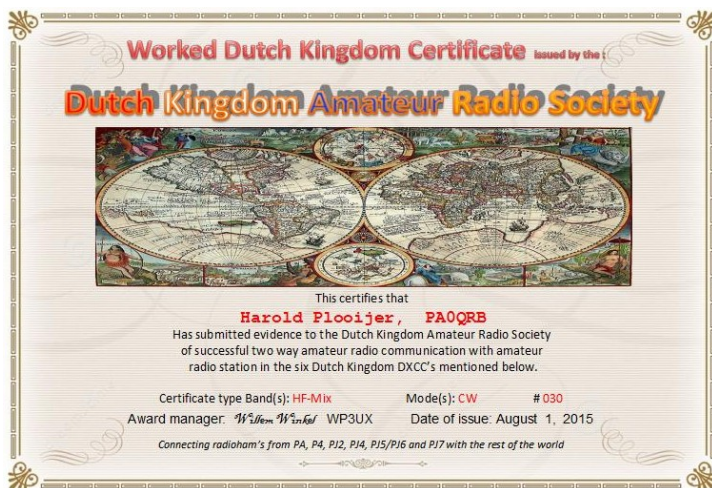 Worked Dutch Kingdom Certificate issued by the :
Dutch Kingdom Amateur Radio Society
This certifies that
Harold Plooijer, PA0QRB
Has submitted evidence to the Dutch Kingdom Amateur Radio Society
of successful two way amateur radio communication with amateur
radio station in the six Dutch Kingdom DXCC's mentioned below.
Certificate type Band(s): HF-Mix Mode(s): CW # 030
Award manager: Willem Winkel WP3UX Date of issue: August 1, 2015
Connecting radioham's from PA, P4, PJ2, PJ4, PJ5/PJ6 and PJ7 with the rest of the world